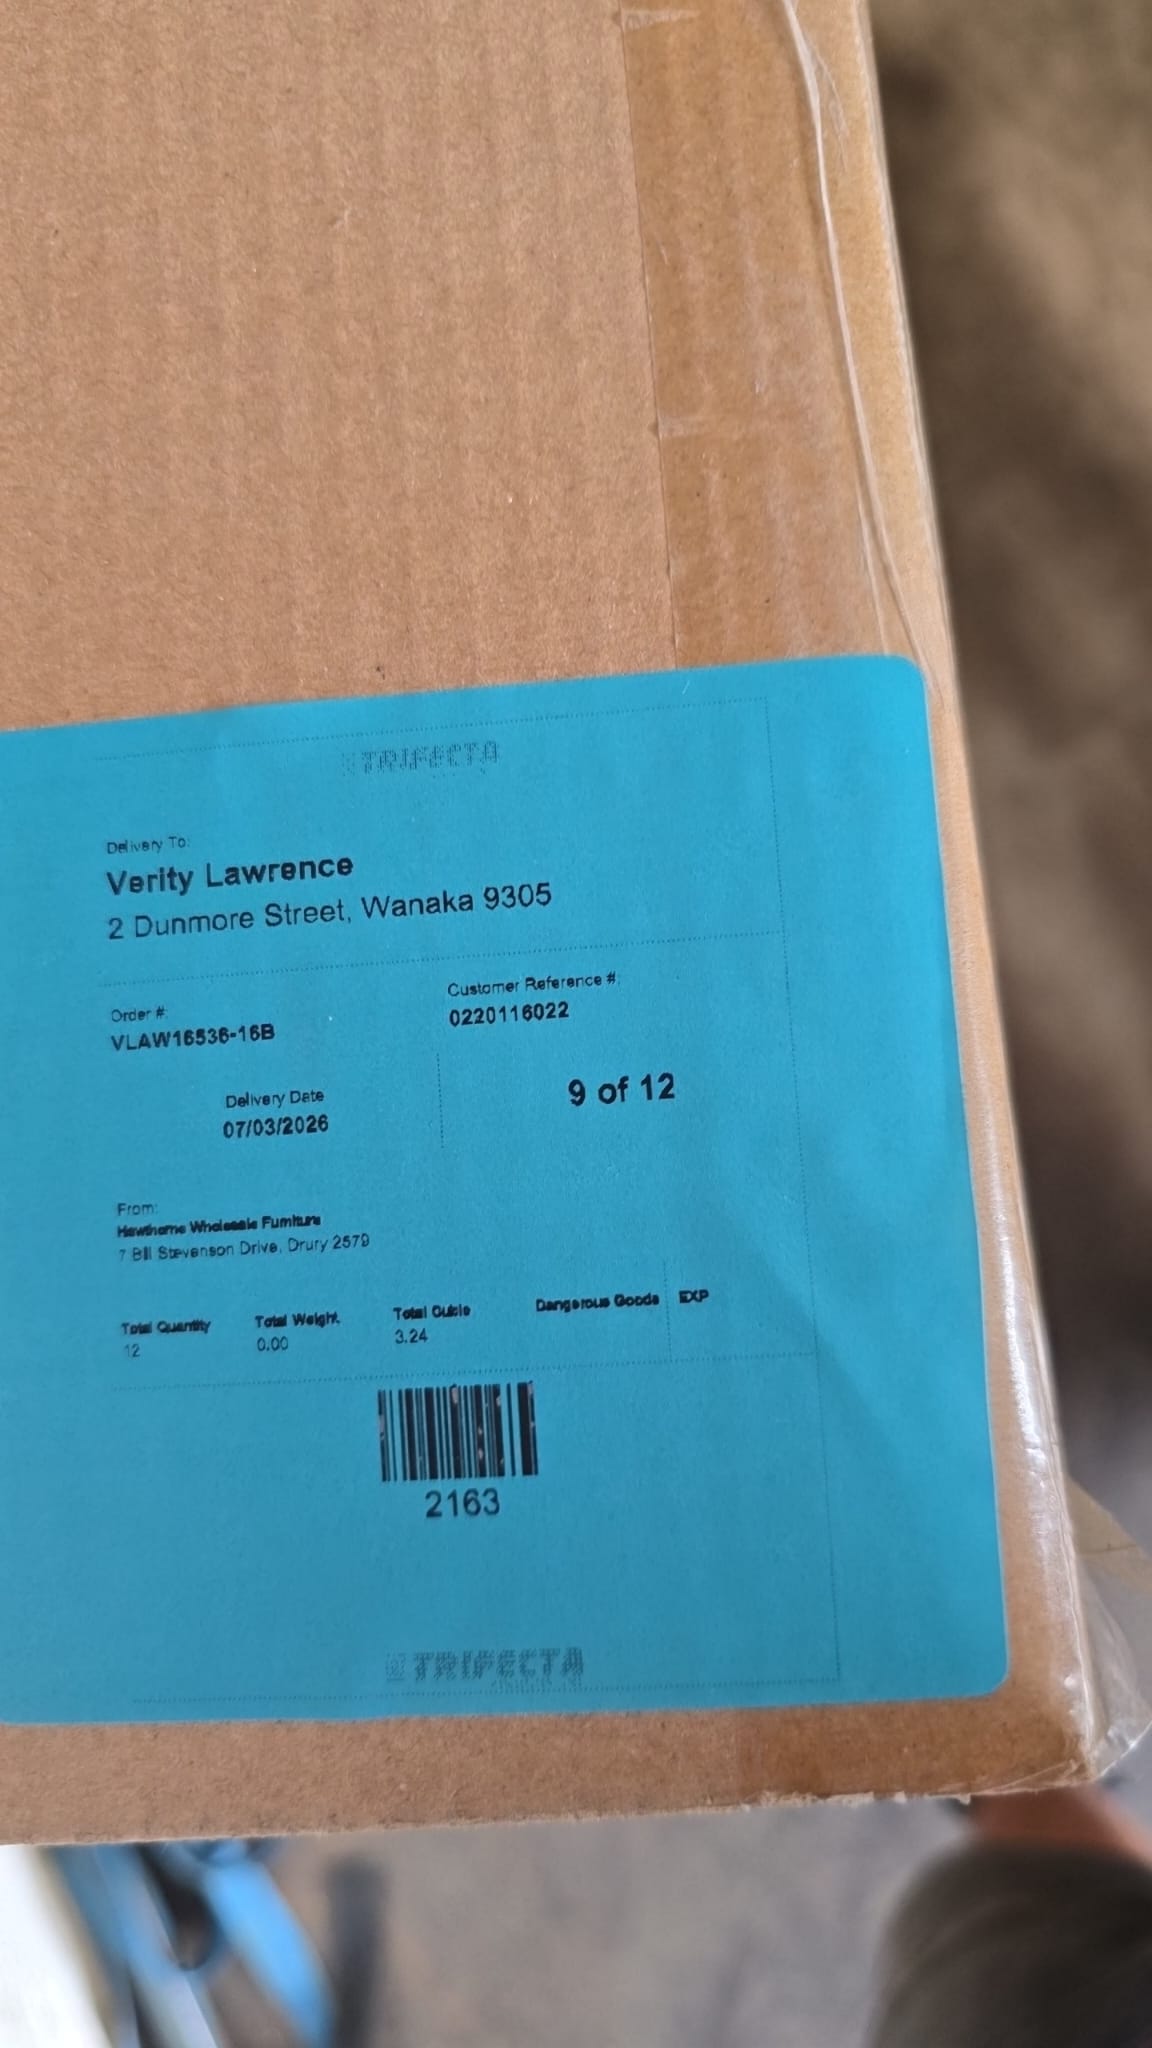 TRIFECTA
Delivery To:
Verity Lawrence
2 Dunmore Street, Wanaka 9305
Order #:
VLAW16536-16B
Customer Reference #:
0220116022
Delivery Date
07/03/2026
9 of 12
From:
Hawthorne Wholesale Furniture
7 Bill Stevenson Drive, Drury 2579
Total Quantity Total Weight Total Cubic Dangerous Goods EXP
12 0.00 3.24
2163
TRIFECTA